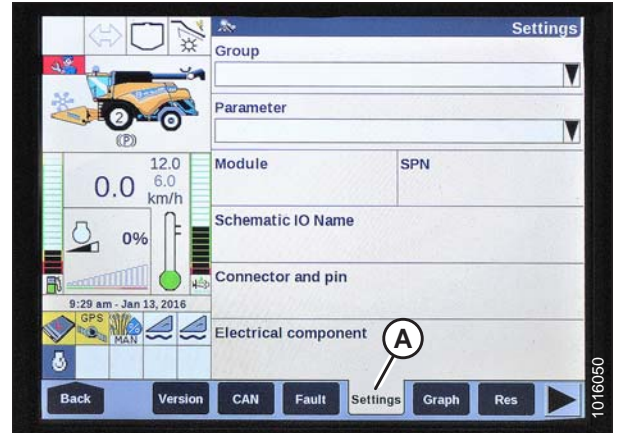 Settings
Group
Parameter
2
(P)
12.0
6.0
0.0 km/h
Module SPN
Schematic IO Name
0%
Connector and pin
9:29 am - Jan 13, 2016
GPS
MAN
Electrical component
A
Back Version CAN Fault Settings Graph Res
1016050